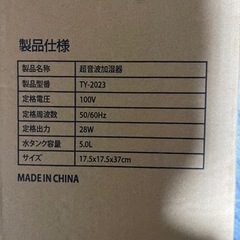 製品仕様
製品名称 超音波加湿器
製品型番 TY-2023
定格電圧 100V
定格周波数 50/60Hz
定格出力 28W
水タンク容量 5.0L
サイズ 17.5x17.5x37cm
MADE IN CHINA